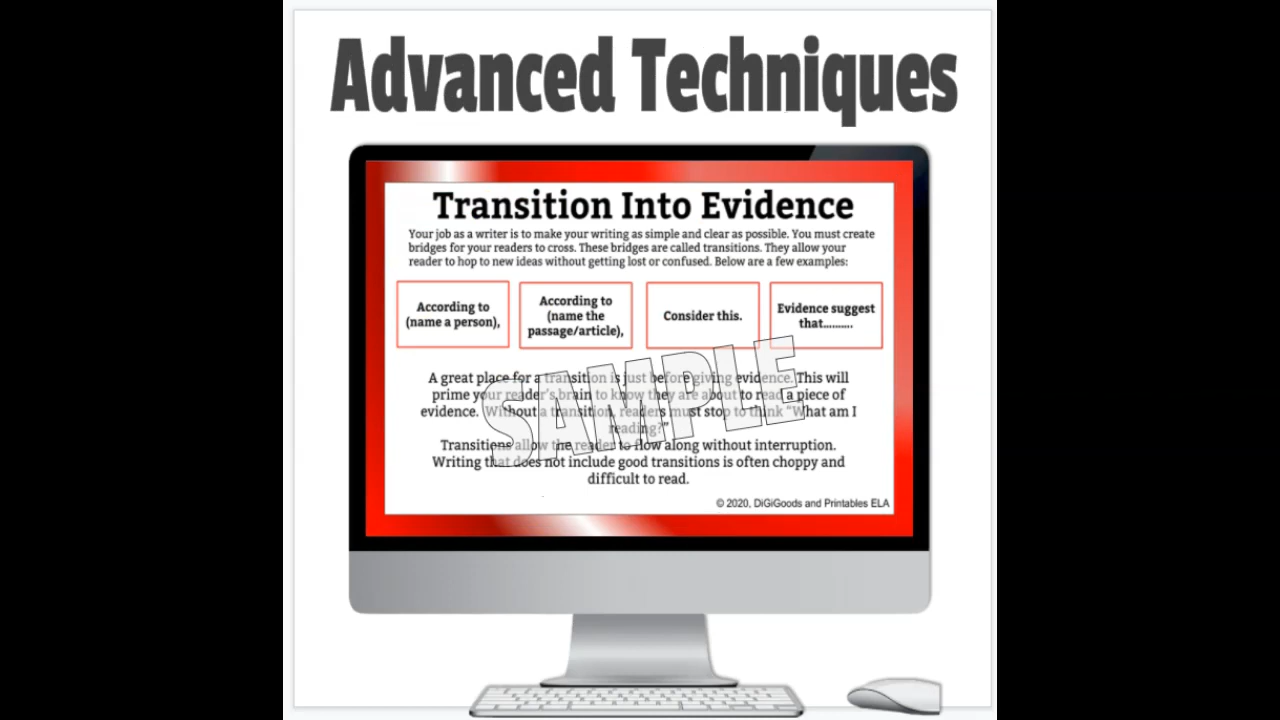 Advanced Techniques
Transition Into Evidence
Your job as a writer is to make your writing as simple and clear as possible. You must create
bridges for your readers to cross. These bridges are called transitions. They allow your
reader to hop to new ideas without getting lost or confused. Below are a few examples:
According to
(name a person),
According to
(name the
passage/article),
Consider this.
Evidence suggest
that..........
A great place for a transition is just before giving evidence. This will
prime your reader's brain to know they are about to read a piece of
evidence. Without a transition, readers must stop to think “What am I
reading?”
SAMPLE
Transitions allow the reader to flow along without interruption.
Writing that does not include good transitions is often choppy and
difficult to read.
© 2020, DiGiGoods and Printables ELA